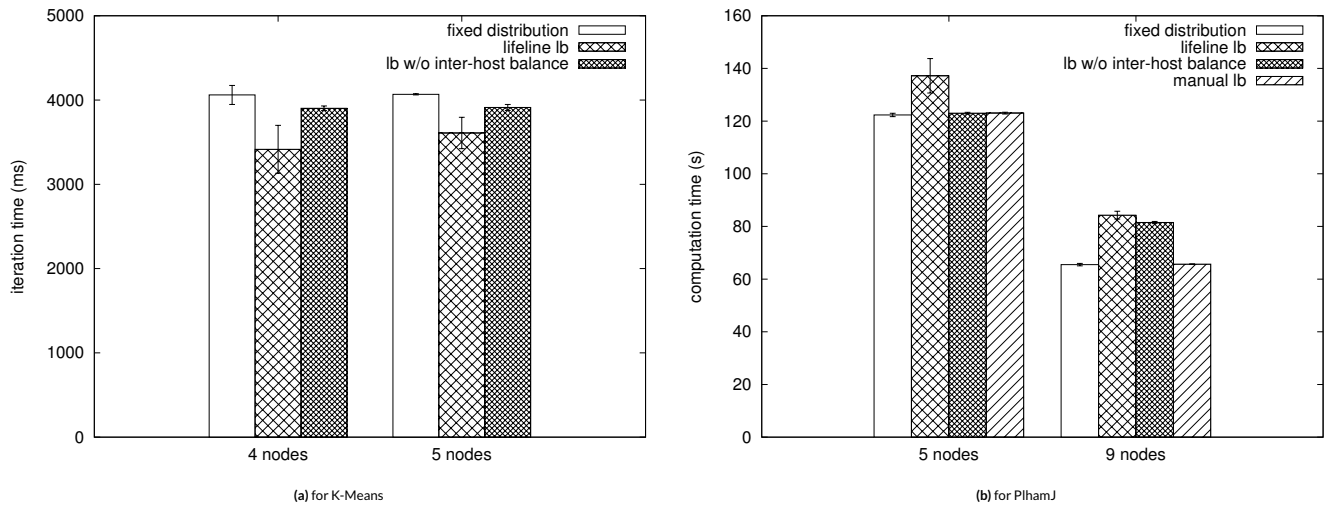 5000
4000
3000
2000
1000
0
iteration time (ms)
fixed distribution
lifeline lb
lb w/o inter-host balance
4 nodes
5 nodes
(a) for K-Means
160
140
120
100
80
60
40
20
0
computation time (s)
fixed distribution
lifeline lb
lb w/o inter-host balance
manual lb
5 nodes
9 nodes
(b) for PlhamJ